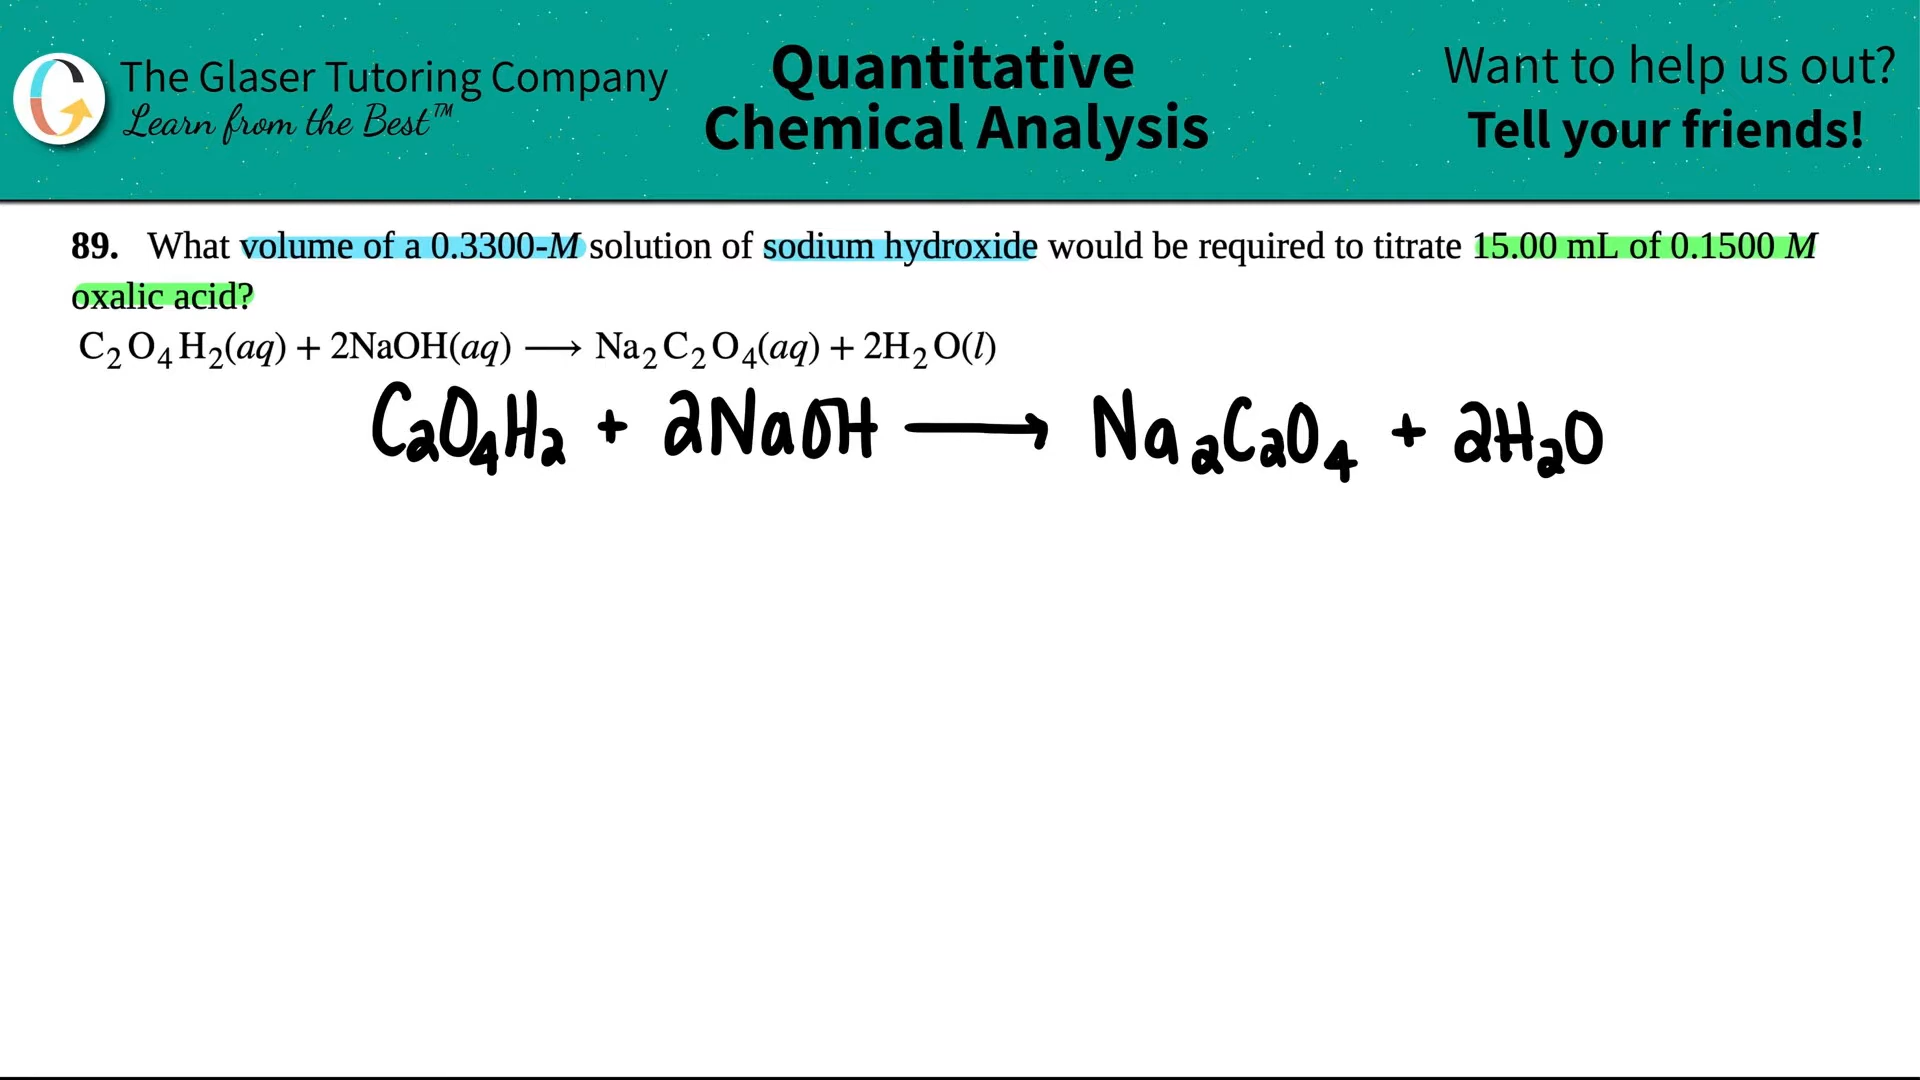 The Glaser Tutoring Company
Learn from the Best™
Quantitative
Chemical Analysis
Want to help us out?
Tell your friends!
89. What volume of a 0.3300-M solution of sodium hydroxide would be required to titrate 15.00 mL of 0.1500 M
oxalic acid?
C₂O₄H₂(aq) + 2NaOH(aq) ⟶ Na₂C₂O₄(aq) + 2H₂O(l)
C₂O₄H₂ + 2NaOH ⟶ Na₂C₂O₄ + 2H₂O